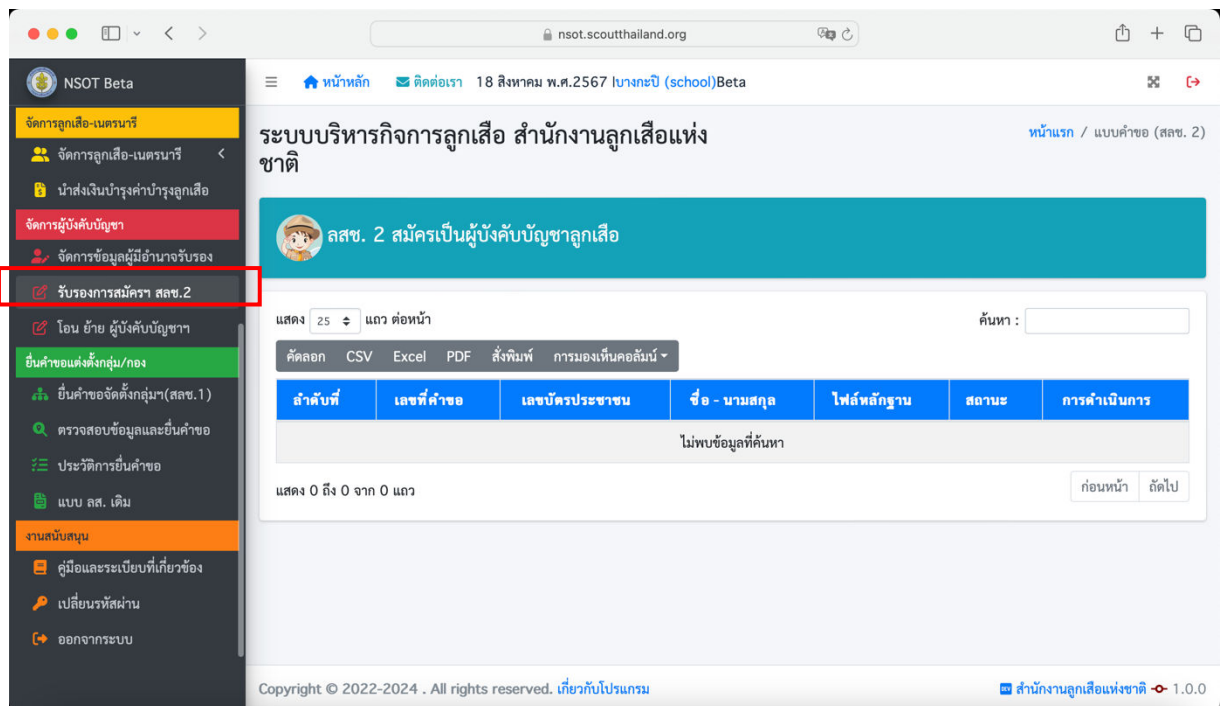 nsot.scoutthailand.org
NSOT Beta
หน้าหลัก ติดต่อเรา 18 สิงหาคม พ.ศ.2567 |บางกะปิ (school)Beta
จัดการลูกเสือ-เนตรนารี
จัดการลูกเสือ-เนตรนารี
นำส่งเงินบำรุงค่าบำรุงลูกเสือ
จัดการผู้บังคับบัญชา
จัดการข้อมูลผู้มีอำนาจรับรอง
รับรองการสมัครฯ สลช.2
โอน ย้าย ผู้บังคับบัญชาฯ
ยื่นคำขอแต่งตั้งกลุ่ม/กอง
ยื่นคำขอจัดตั้งกลุ่มฯ(สลช.1)
ตรวจสอบข้อมูลและยื่นคำขอ
ประวัติการยื่นคำขอ
แบบ ลส. เดิม
งานสนับสนุน
คู่มือและระเบียบที่เกี่ยวข้อง
เปลี่ยนรหัสผ่าน
ออกจากระบบ
ระบบบริหารกิจการลูกเสือ สำนักงานลูกเสือแห่ง
ชาติ
หน้าแรก / แบบคำขอ (สลช. 2)
ลสช. 2 สมัครเป็นผู้บังคับบัญชาลูกเสือ
แสดง 25 แถว ต่อหน้า
ค้นหา :
คัดลอก CSV Excel PDF สั่งพิมพ์ การมองเห็นคอลัมน์
ลำดับที่ เลขที่คำขอ เลขบัตรประชาชน ชื่อ - นามสกุล ไฟล์หลักฐาน สถานะ การดำเนินการ
ไม่พบข้อมูลที่ค้นหา
แสดง 0 ถึง 0 จาก 0 แถว
ก่อนหน้า ถัดไป
Copyright © 2022-2024 . All rights reserved. เกี่ยวกับโปรแกรม
สำนักงานลูกเสือแห่งชาติ 1.0.0